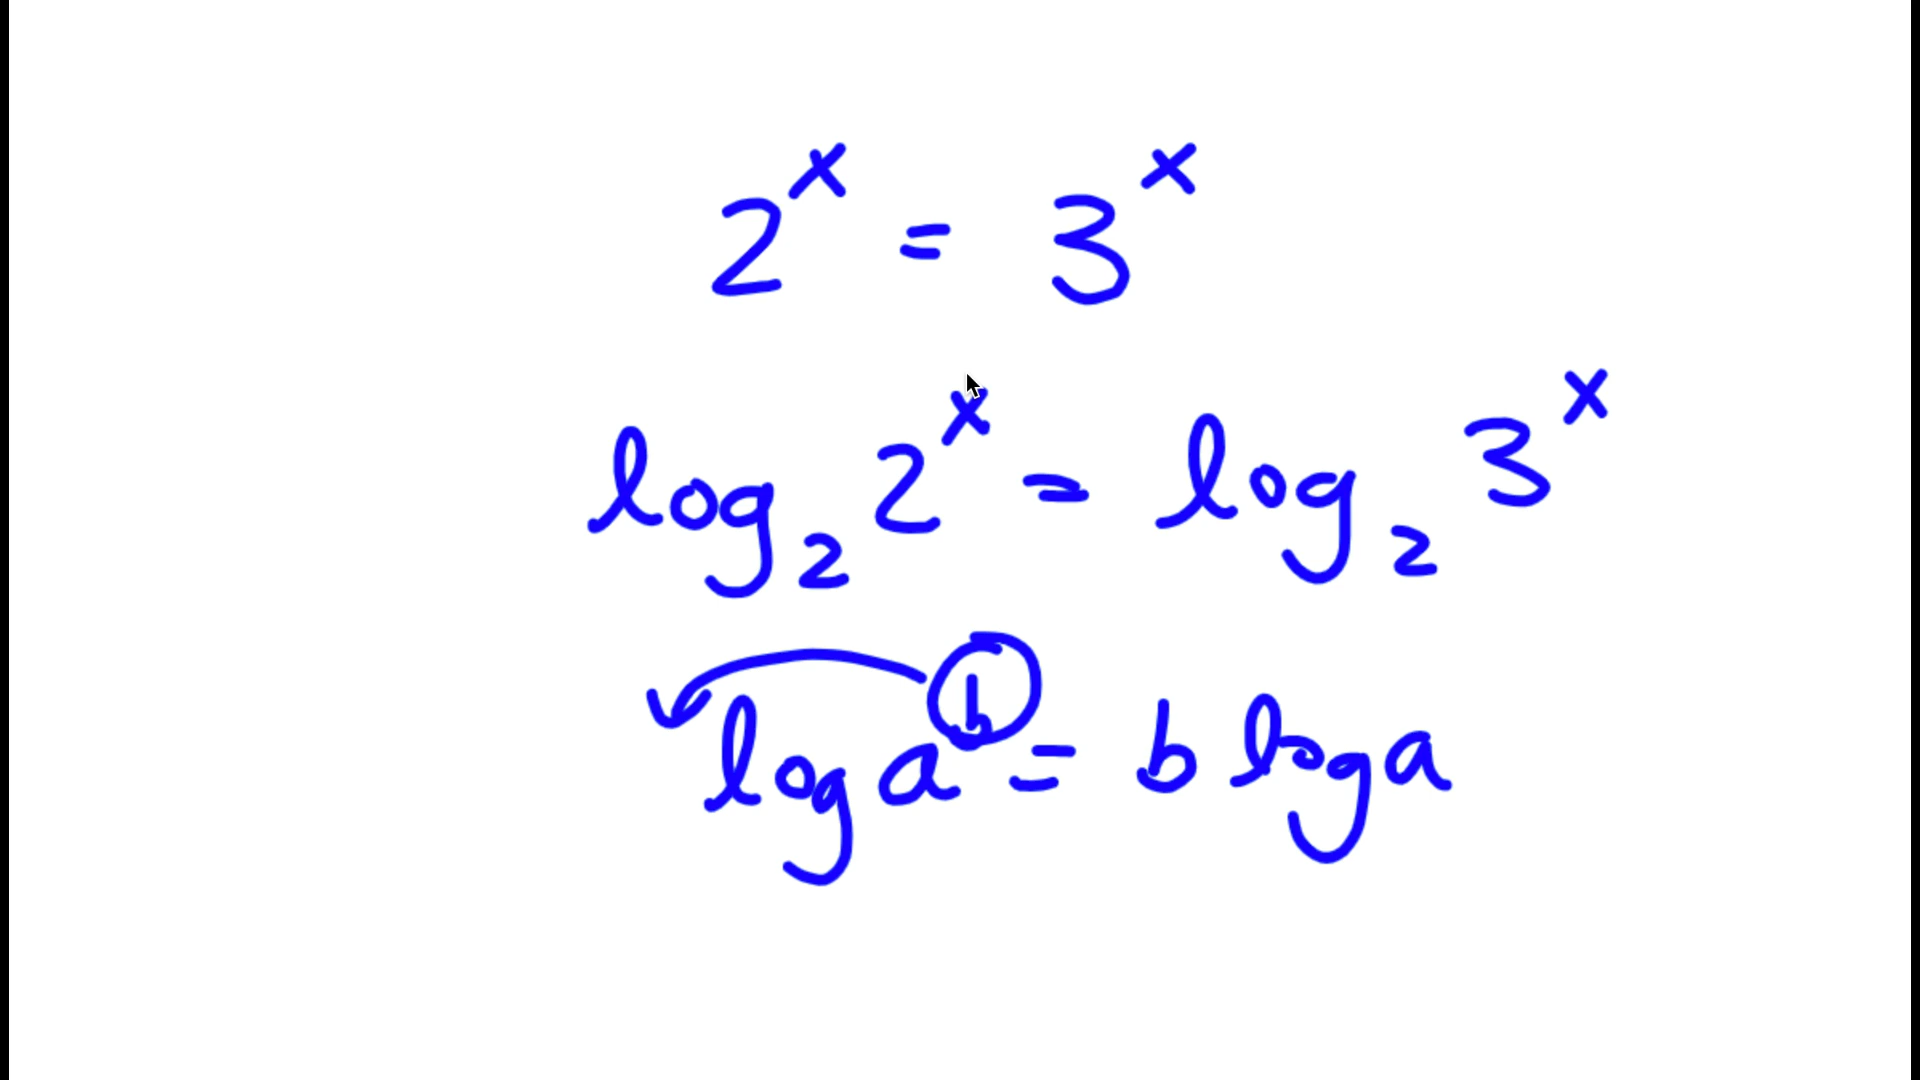 2^x = 3^x
log₂ 2^x = log₂ 3^x
log a^b = b log a